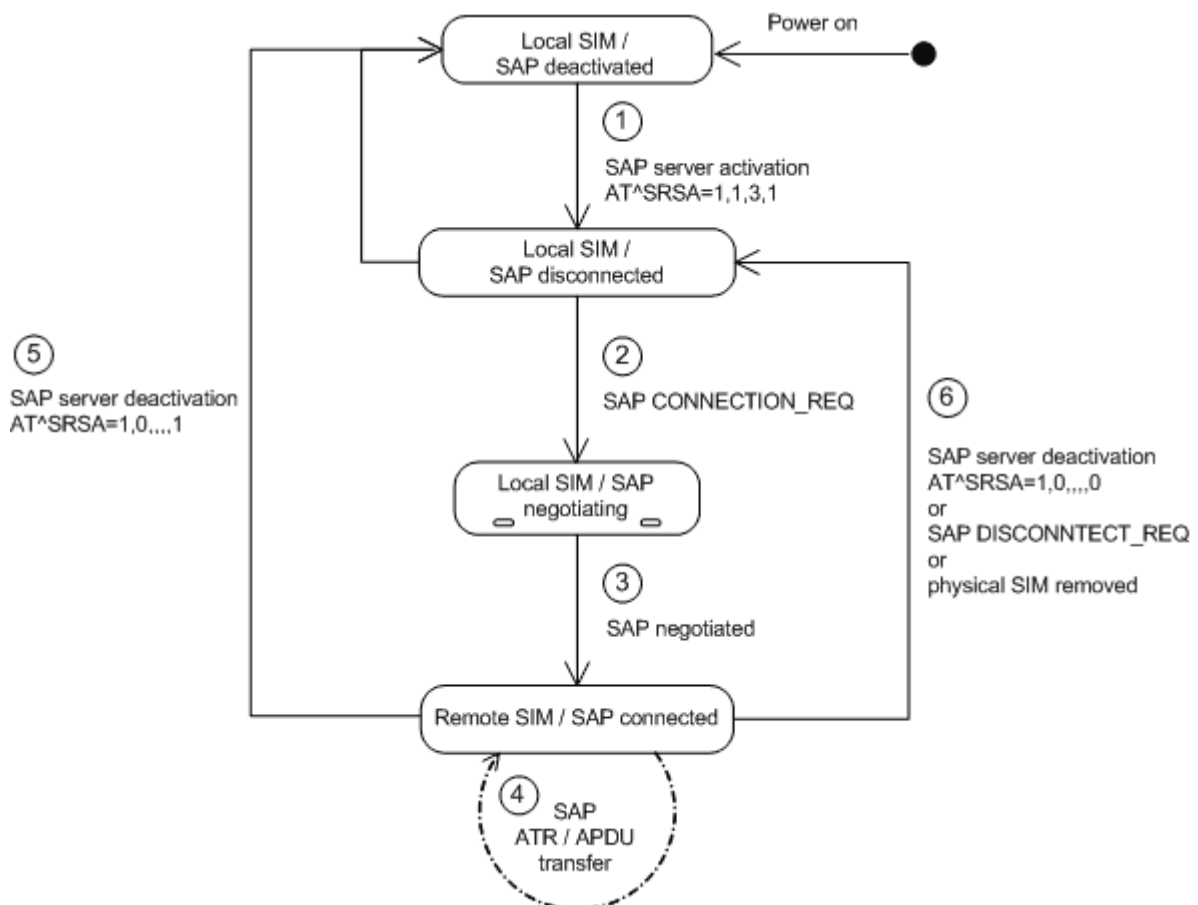 Power on
Local SIM /
SAP deactivated
1
SAP server activation
AT^SRSA=1,1,3,1
Local SIM /
SAP disconnected
5
SAP server deactivation
AT^SRSA=1,0,,,,1
2
SAP CONNECTION_REQ
6
SAP server deactivation
AT^SRSA=1,0,,,,0
or
SAP DISCONNTECT_REQ
or
physical SIM removed
Local SIM / SAP
negotiating
3
SAP negotiated
Remote SIM / SAP connected
4
SAP
ATR / APDU
transfer